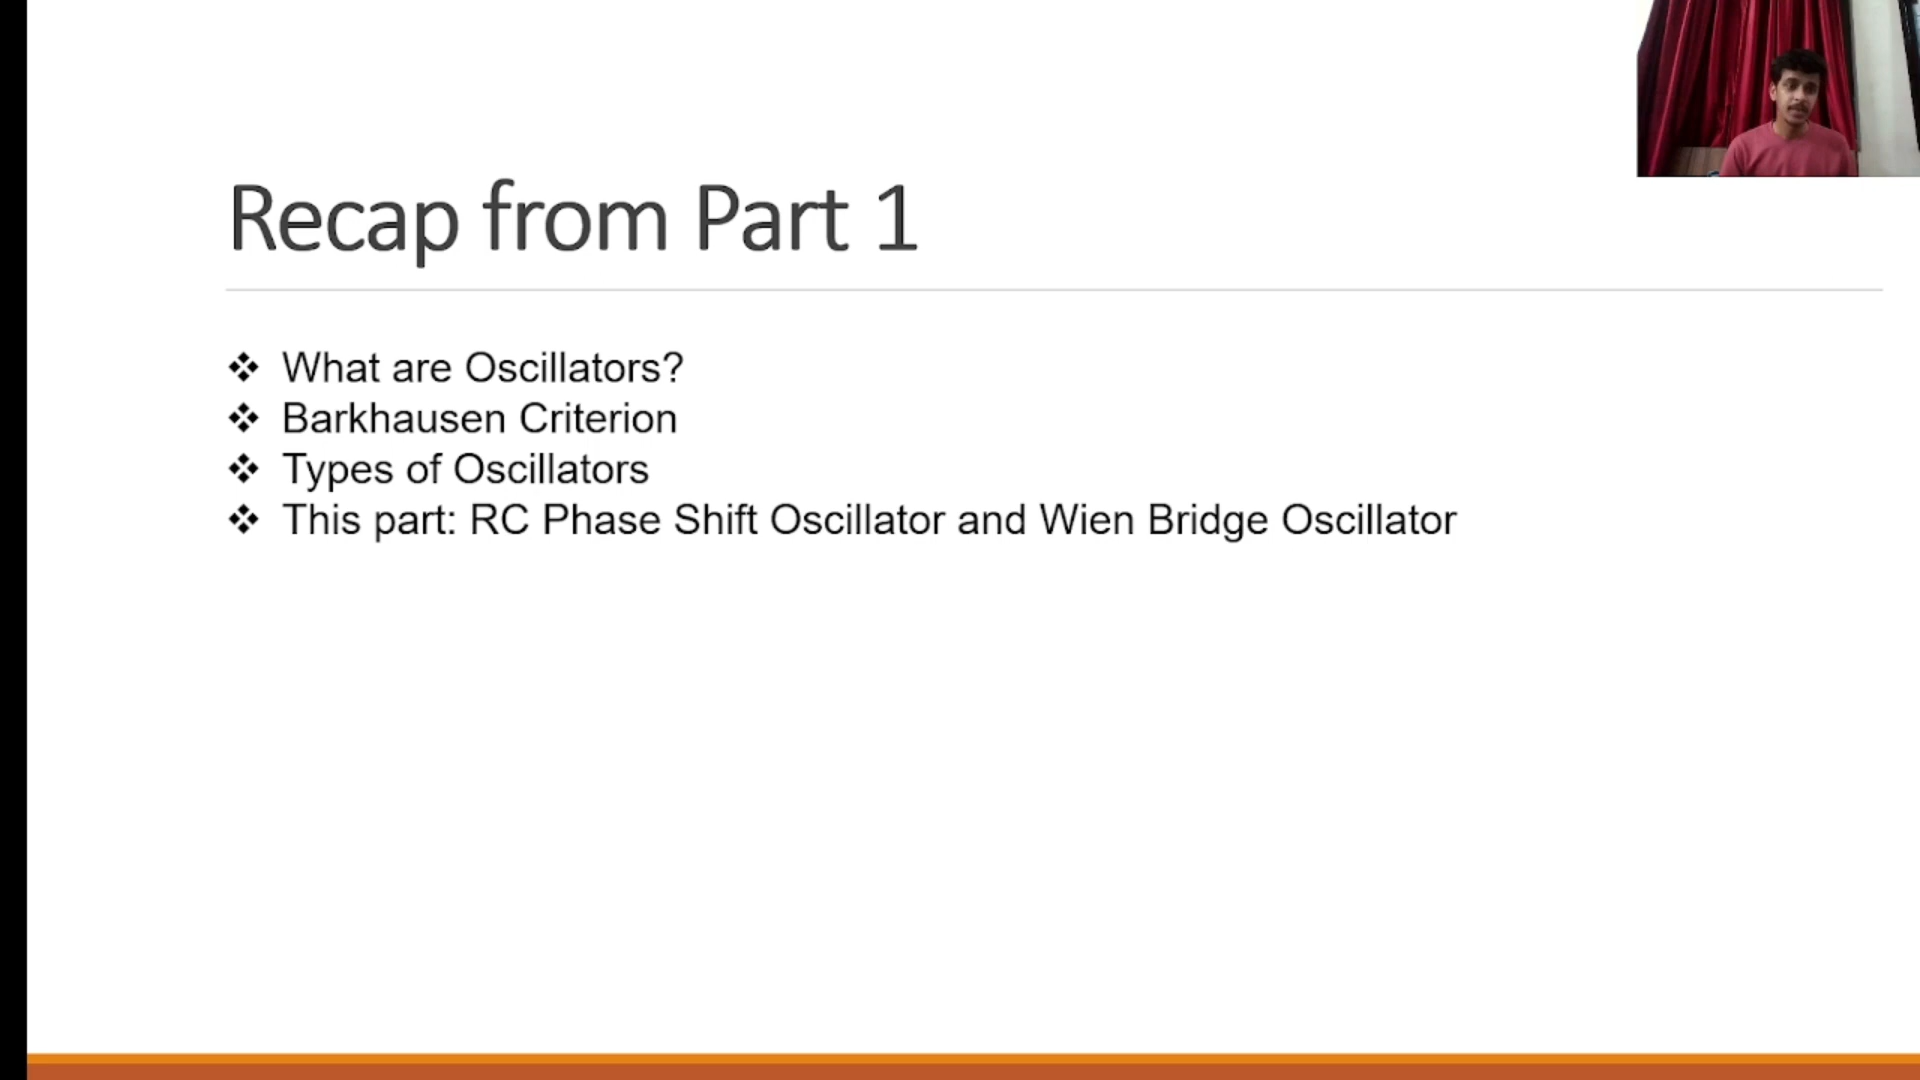 Recap from Part 1
What are Oscillators?
Barkhausen Criterion
Types of Oscillators
This part: RC Phase Shift Oscillator and Wien Bridge Oscillator